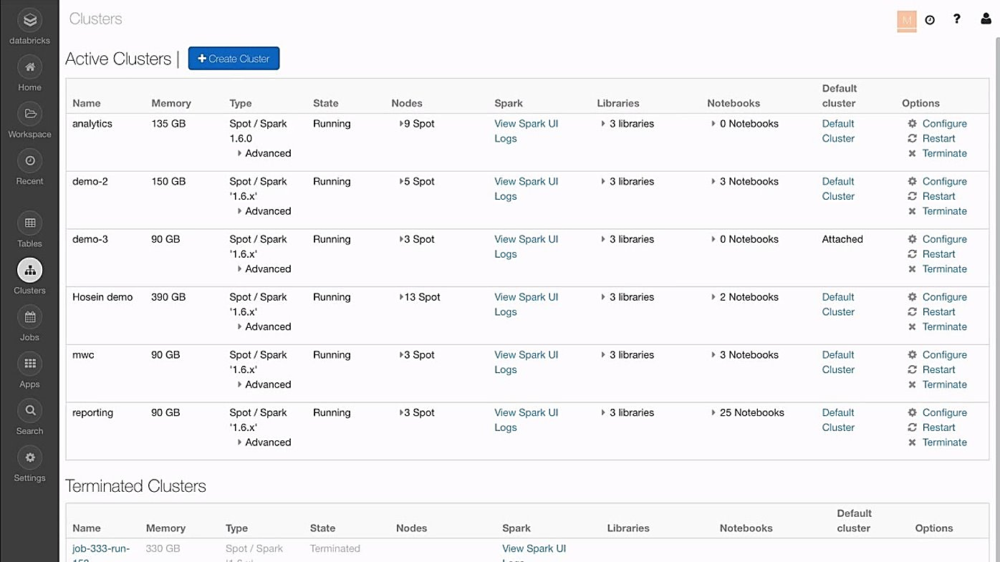 databricks
Home
Workspace
Recent
Tables
Clusters
Jobs
Apps
Search
Settings
Clusters
M
?
Active Clusters | + Create Cluster
Name Memory Type State Nodes Spark Libraries Notebooks Default cluster Options
analytics 135 GB Spot / Spark Running 9 Spot View Spark UI 3 libraries 0 Notebooks Default Configure
1.6.0 Logs Cluster Restart
Advanced Terminate
demo-2 150 GB Spot / Spark Running 5 Spot View Spark UI 3 libraries 3 Notebooks Default Configure
'1.6.x' Logs Cluster Restart
Advanced Terminate
demo-3 90 GB Spot / Spark Running 3 Spot View Spark UI 3 libraries 0 Notebooks Attached Configure
'1.6.x' Logs Restart
Advanced Terminate
Hosein demo 390 GB Spot / Spark Running 13 Spot View Spark UI 3 libraries 2 Notebooks Default Configure
'1.6.x' Logs Cluster Restart
Advanced Terminate
mwc 90 GB Spot / Spark Running 3 Spot View Spark UI 3 libraries 3 Notebooks Default Configure
'1.6.x' Logs Cluster Restart
Advanced Terminate
reporting 90 GB Spot / Spark Running 3 Spot View Spark UI 3 libraries 25 Notebooks Default Configure
'1.6.x' Logs Cluster Restart
Advanced Terminate
Terminated Clusters
Name Memory Type State Nodes Spark Libraries Notebooks Default cluster Options
job-333-run- 330 GB Spot / Spark Terminated View Spark UI